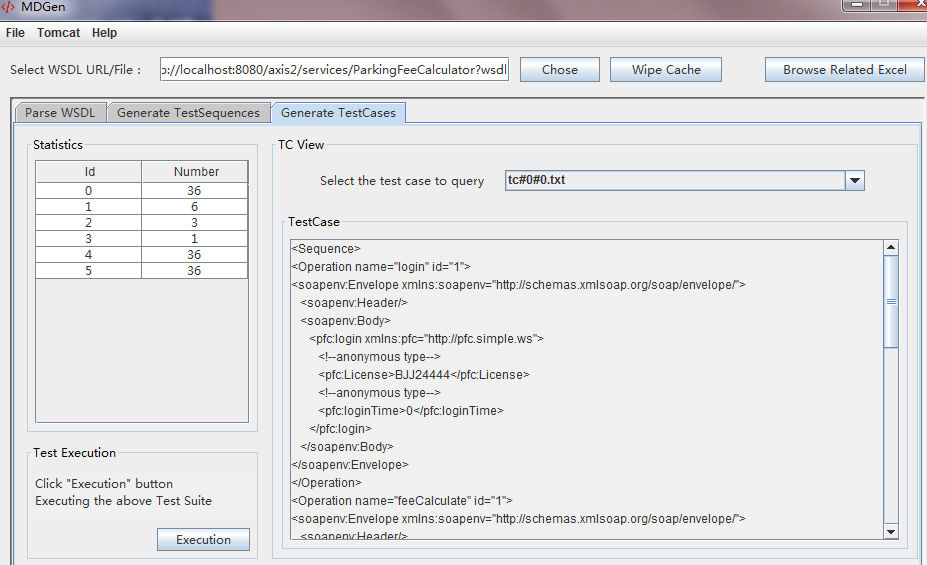 MDGen
File Tomcat Help
Select WSDL URL/File :
://localhost:8080/axis2/services/ParkingFeeCalculator?wsdl
Chose
Wipe Cache
Browse Related Excel
Parse WSDL
Generate TestSequences
Generate TestCases
Statistics
Id Number
0 36
1 6
2 3
3 1
4 36
5 36
Test Execution
Click "Execution" button
Executing the above Test Suite
Execution
TC View
Select the test case to query
tc#0#0.txt
TestCase
<Sequence>
<Operation name="login" id="1">
<soapenv:Envelope xmlns:soapenv="http://schemas.xmlsoap.org/soap/envelope/">
<soapenv:Header/>
<soapenv:Body>
<pfc:login xmlns:pfc="http://pfc.simple.ws">
<!--anonymous type-->
<pfc:License>BJJ24444</pfc:License>
<!--anonymous type-->
<pfc:loginTime>0</pfc:loginTime>
</pfc:login>
</soapenv:Body>
</soapenv:Envelope>
</Operation>
<Operation name="feeCalculate" id="1">
<soapenv:Envelope xmlns:soapenv="http://schemas.xmlsoap.org/soap/envelope/">
<soapenv:Header/>